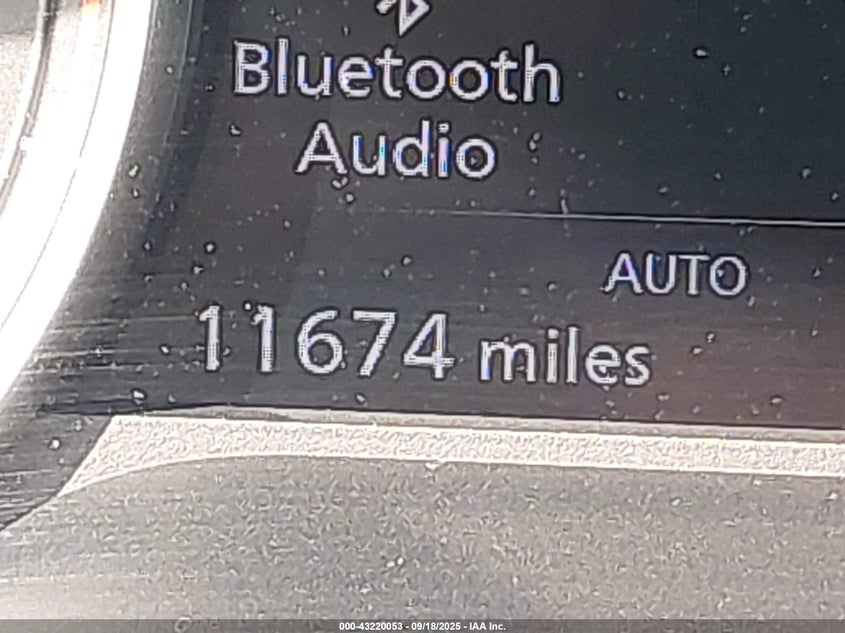 Bluetooth
Audio
AUTO
11674 miles
000-43220053 - 09/18/2025 - IAA Inc.